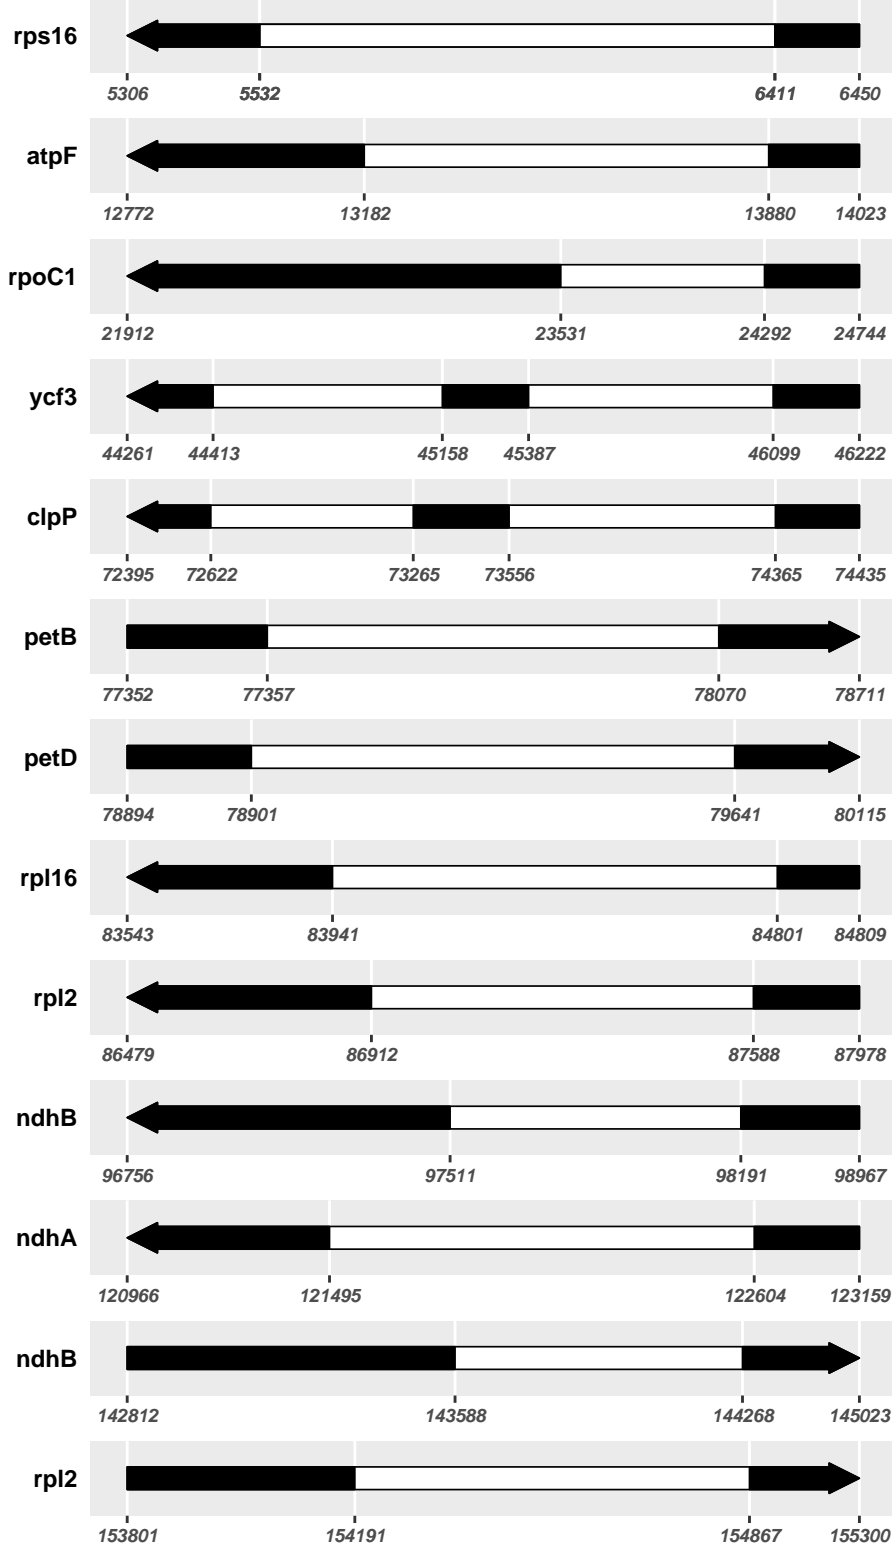 rps16
5306 5532 6411 6450
atpF
12772 13182 13880 14023
rpoC1
21912 23531 24292 24744
ycf3
44261 44413 45158 45387 46099 46222
clpP
72395 72622 73265 73556 74365 74435
petB
77352 77357 78070 78711
petD
78894 78901 79641 80115
rpl16
83543 83941 84801 84809
rpl2
86479 86912 87588 87978
ndhB
96756 97511 98191 98967
ndhA
120966 121495 122604 123159
ndhB
142812 143588 144268 145023
rpl2
153801 154191 154867 155300